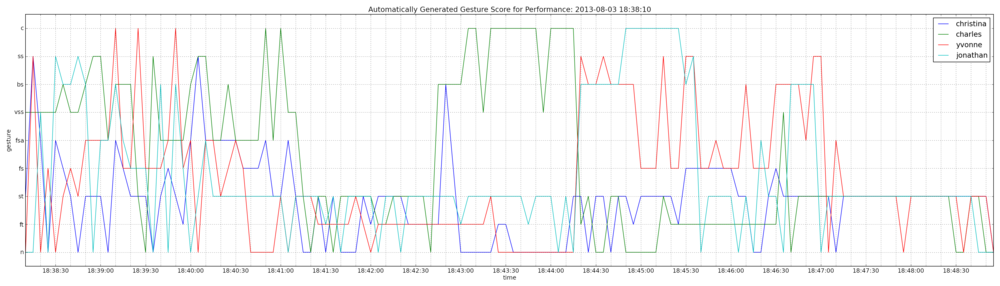 Automatically Generated Gesture Score for Performance: 2013-08-03 18:38:10
christina
charles
yvonne
jonathan
c
ss
bs
vss
fsa
fs
st
ft
n
gesture
18:38:30 18:39:00 18:39:30 18:40:00 18:40:30 18:41:00 18:41:30 18:42:00 18:42:30 18:43:00 18:43:30 18:44:00 18:44:30 18:45:00 18:45:30 18:46:00 18:46:30 18:47:00 18:47:30 18:48:00 18:48:30
time